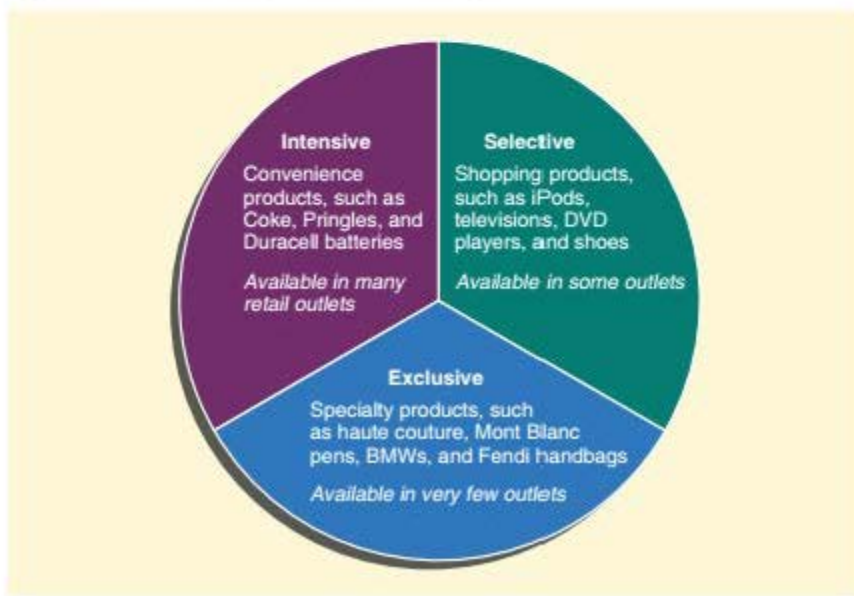 Intensive
Convenience
products, such as
Coke, Pringles, and
Duracell batteries
Available in many
retail outlets
Selective
Shopping products,
such as iPods,
televisions, DVD
players, and shoes
Available in some outlets
Exclusive
Specialty products, such
as haute couture, Mont Blanc
pens, BMWs, and Fendi handbags
Available in very few outlets